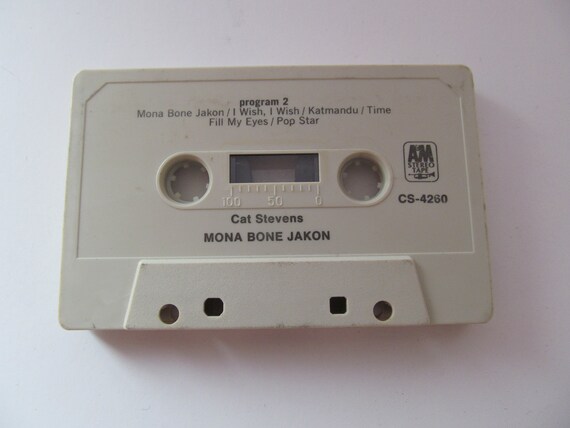 program 2
Mona Bone Jakon / I Wish, I Wish / Katmandu / Time
Fill My Eyes / Pop Star
A&M
STEREO
TAPE
100 50 0
CS-4260
Cat Stevens
MONA BONE JAKON